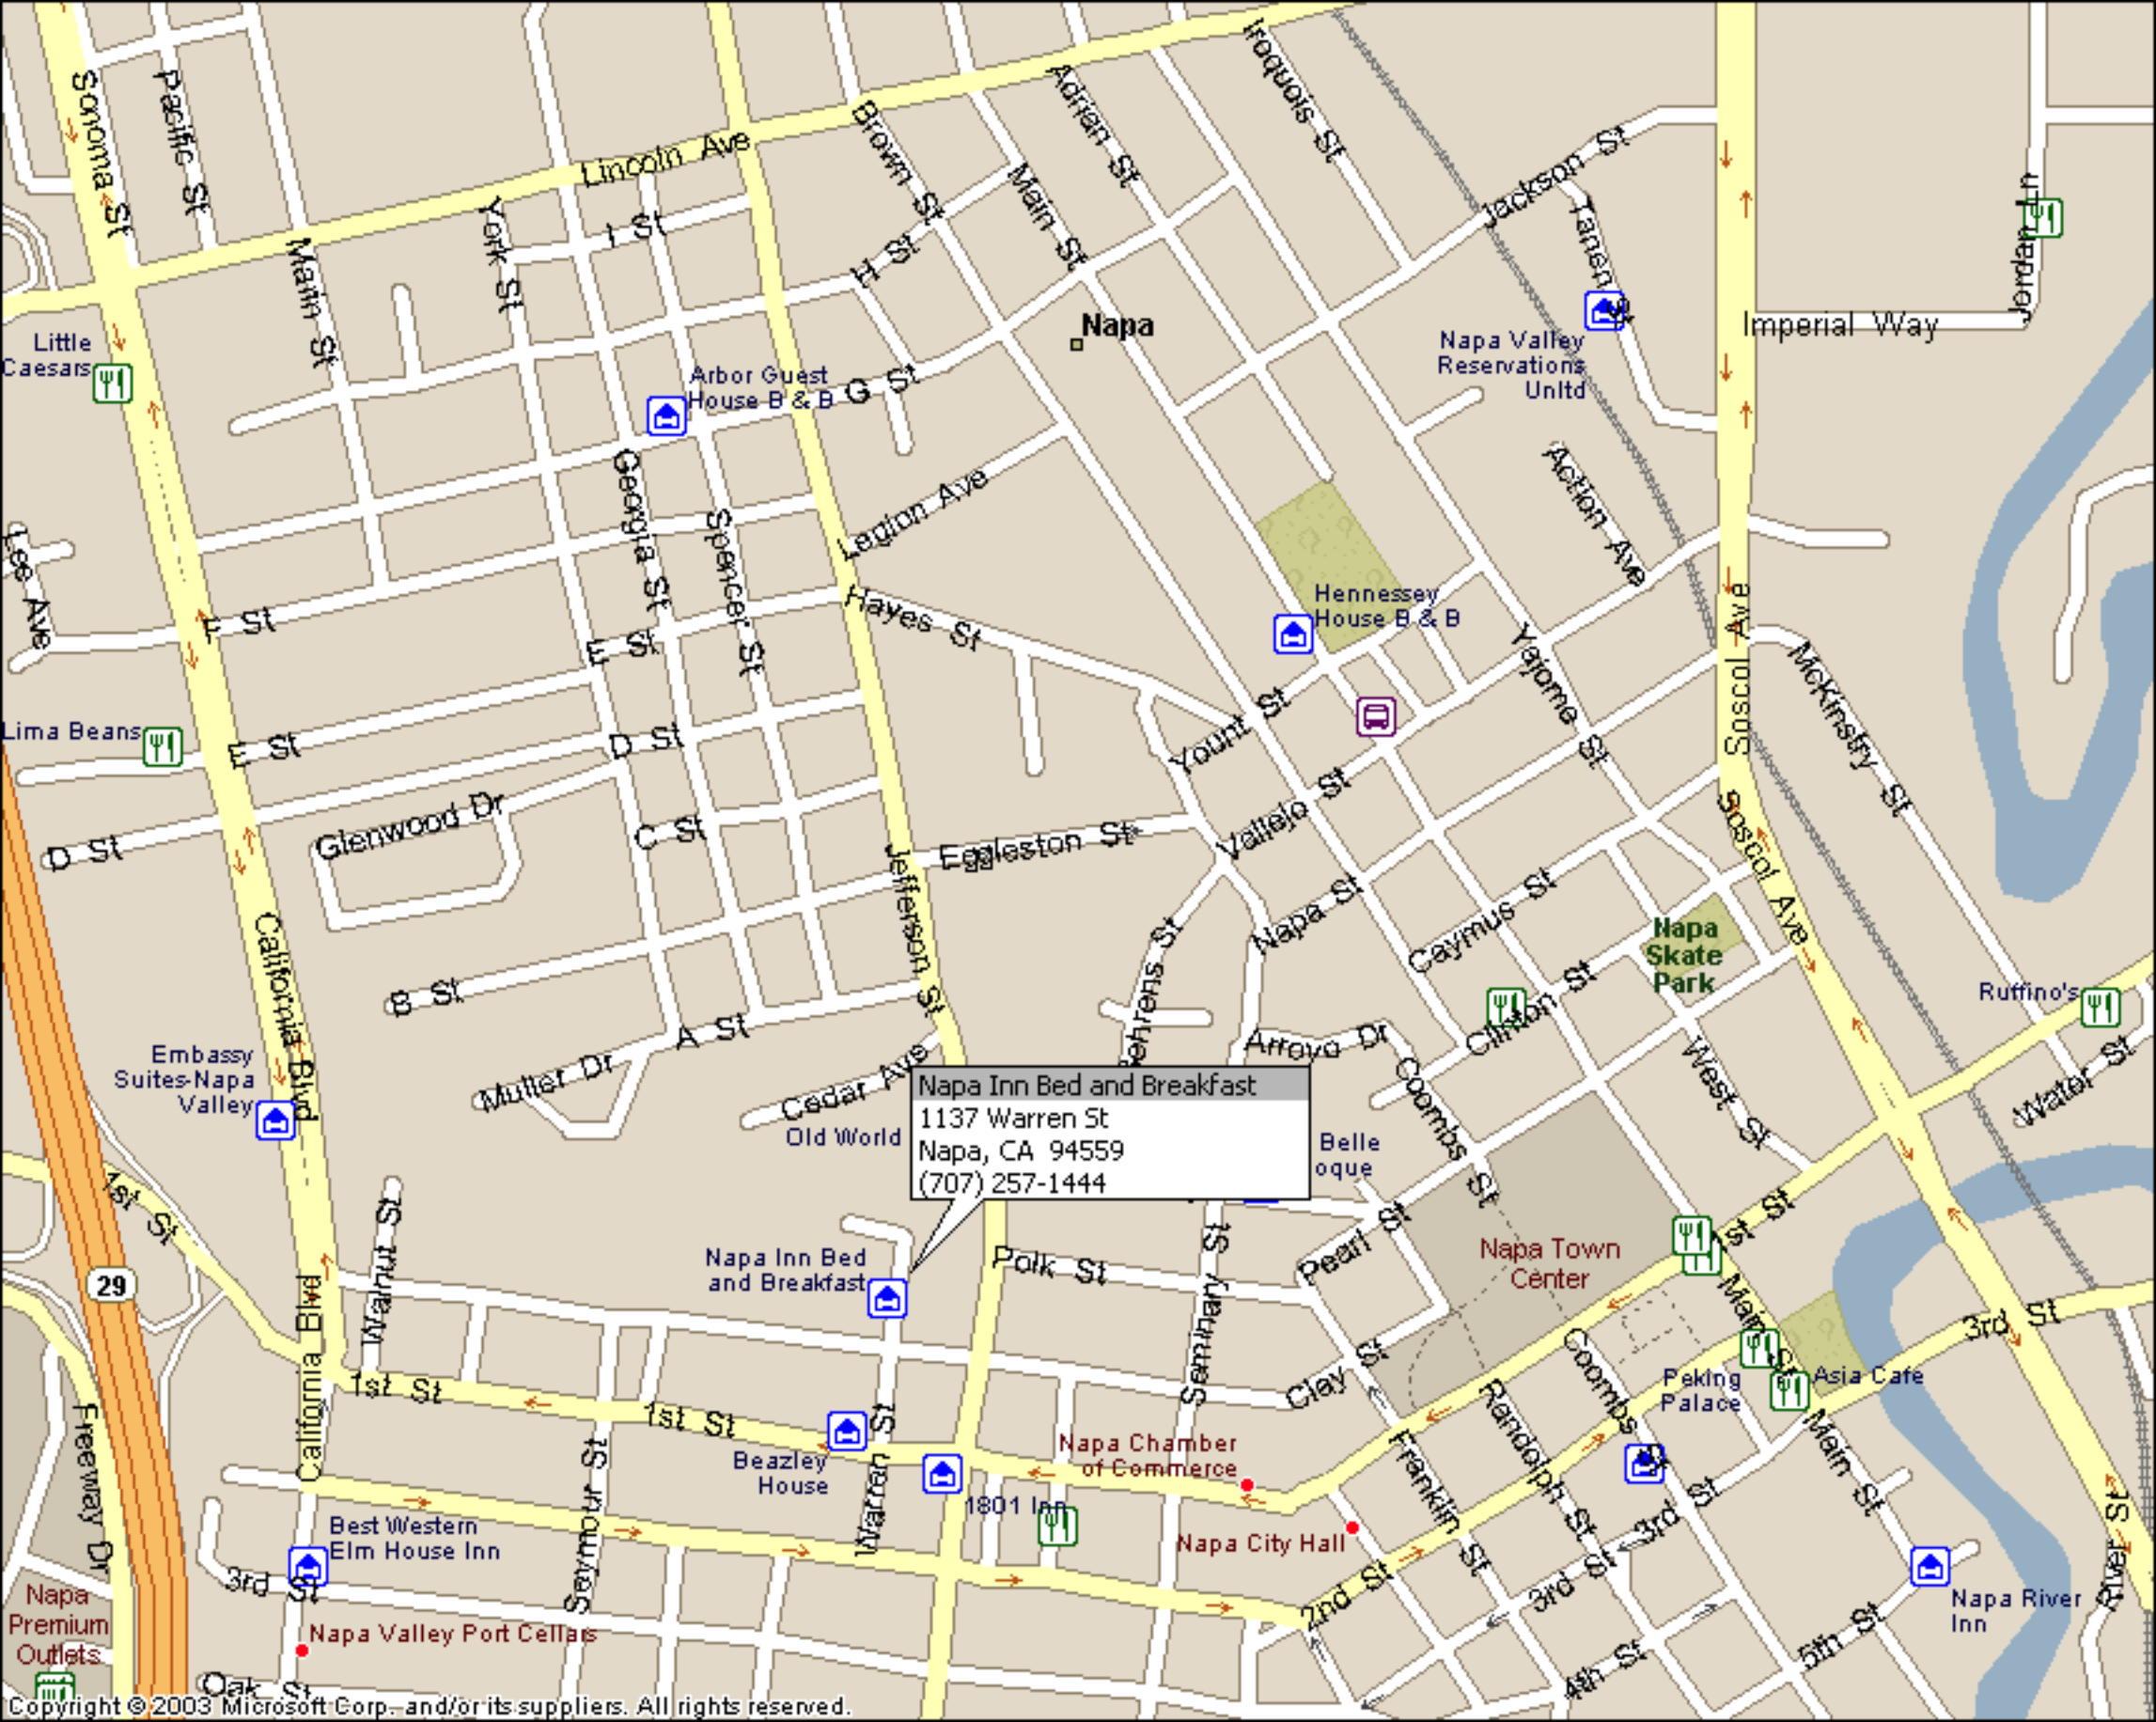 Sonoma St
Pacific St
Marin St
York St
Lincoln Ave
I St
Brown St
H St
Main St
Adrian St
Iroquois St
Jackson St
Tanen St
Jordan Ln
Imperial Way
Napa
Napa Valley
Reservations
Unltd
Little
Caesars
Arbor Guest
House B & B
G St
Legion Ave
Georgia St
Spencer St
Action Ave
Lee Ave
F St
E St
Hayes St
Hennessey
House B & B
Yajome St
Soscol Ave
McKinstry St
Lima Beans
E St
D St
Yount St
Vallejo St
D St
Glenwood Dr
C St
Jefferson St
Eggleston St
Soscol Ave
Napa St
Caymus St
Napa
Skate
Park
California Blvd
B St
A St
Behrens St
Clinton St
Ruffino's
Embassy
Suites-Napa
Valley
Muller Dr
Cedar Ave
Arroyo Dr
Coombs St
West St
Water St
Old World
Napa Inn Bed and Breakfast
1137 Warren St
Napa, CA 94559
(707) 257-1444
Belle
oque
1st St
Walnut St
29
Napa Inn Bed
and Breakfast
Polk St
Seminary St
Pearl St
Napa Town
Center
1st St
Main St
3rd St
California Blvd
1st St
1st St
Clay St
Coombs St
Peking
Palace
Asia Cafe
Freeway Dr
Beazley
House
Warren St
1801 Inn
Napa Chamber
of Commerce
Franklin St
Randolph St
Main St
Seymour St
Best Western
Elm House Inn
Napa City Hall
3rd St
River St
3rd St
2nd St
3rd St
Napa River
Inn
Napa
Premium
Outlets
Napa Valley Port Cellars
4th St
5th St
Oak St
Copyright © 2003 Microsoft Corp. and/or its suppliers. All rights reserved.